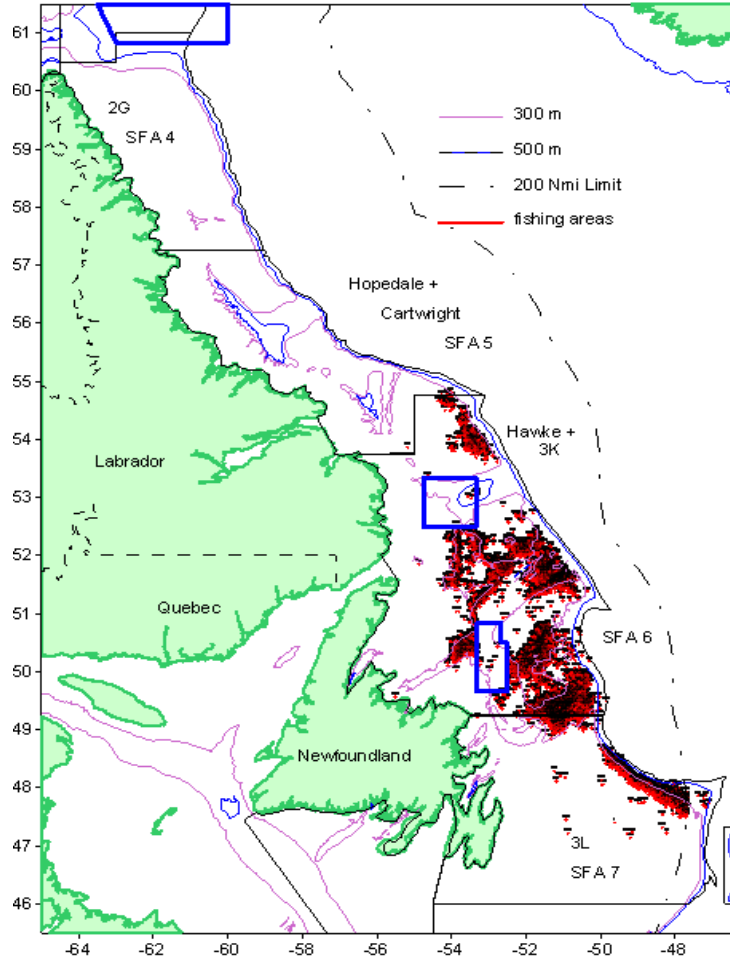 61
60
59
58
57
56
55
54
53
52
51
50
49
48
47
46
2G
SFA 4
300 m
500 m
200 Nmi Limit
fishing areas
Hopedale +
Cartwright
SFA 5
Hawke +
3K
Labrador
Quebec
SFA 6
Newfoundland
3L
SFA 7
-64 -62 -60 -58 -56 -54 -52 -50 -48